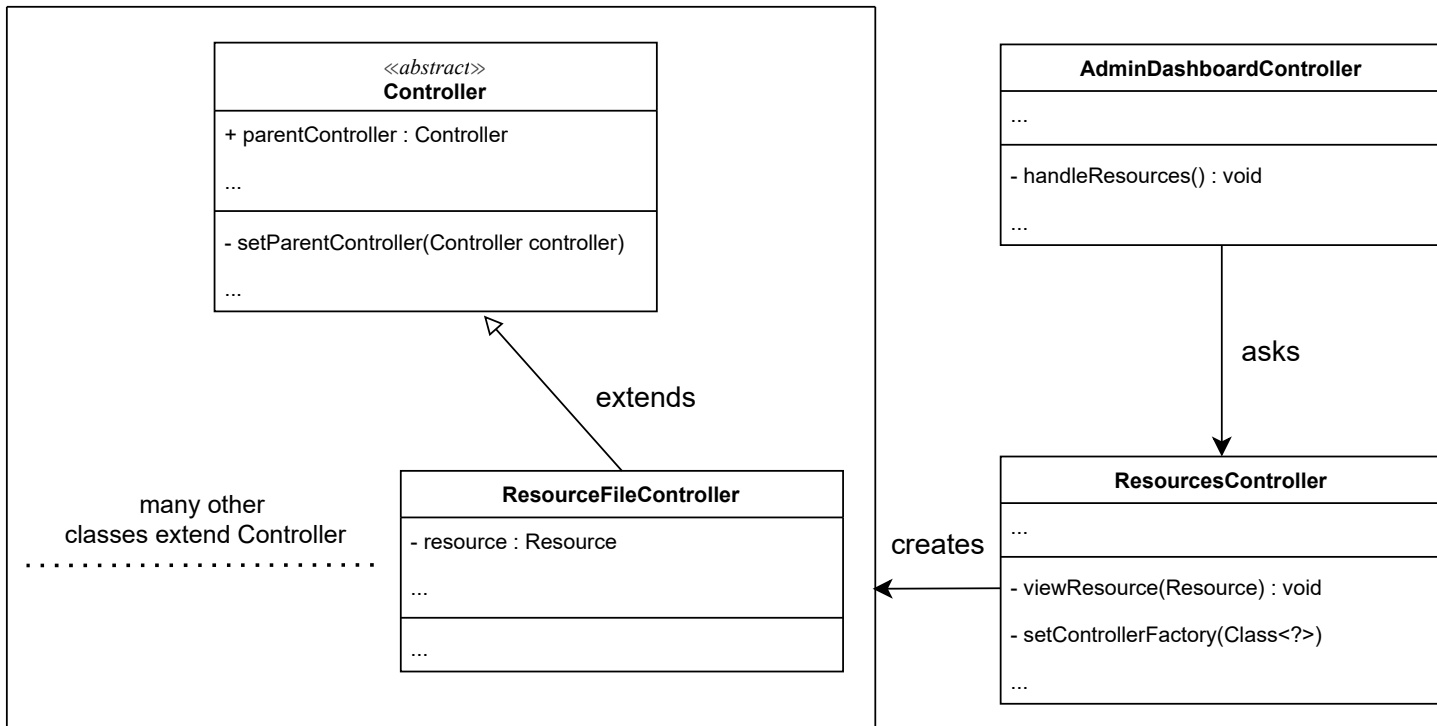 ≪abstract≫
Controller
+ parentController : Controller
...
- setParentController(Controller controller)
...
extends
many other
classes extend Controller
ResourceFileController
- resource : Resource
...
...
creates
AdminDashboardController
...
- handleResources() : void
...
asks
ResourcesController
...
- viewResource(Resource) : void
- setControllerFactory(Class<?>)
...